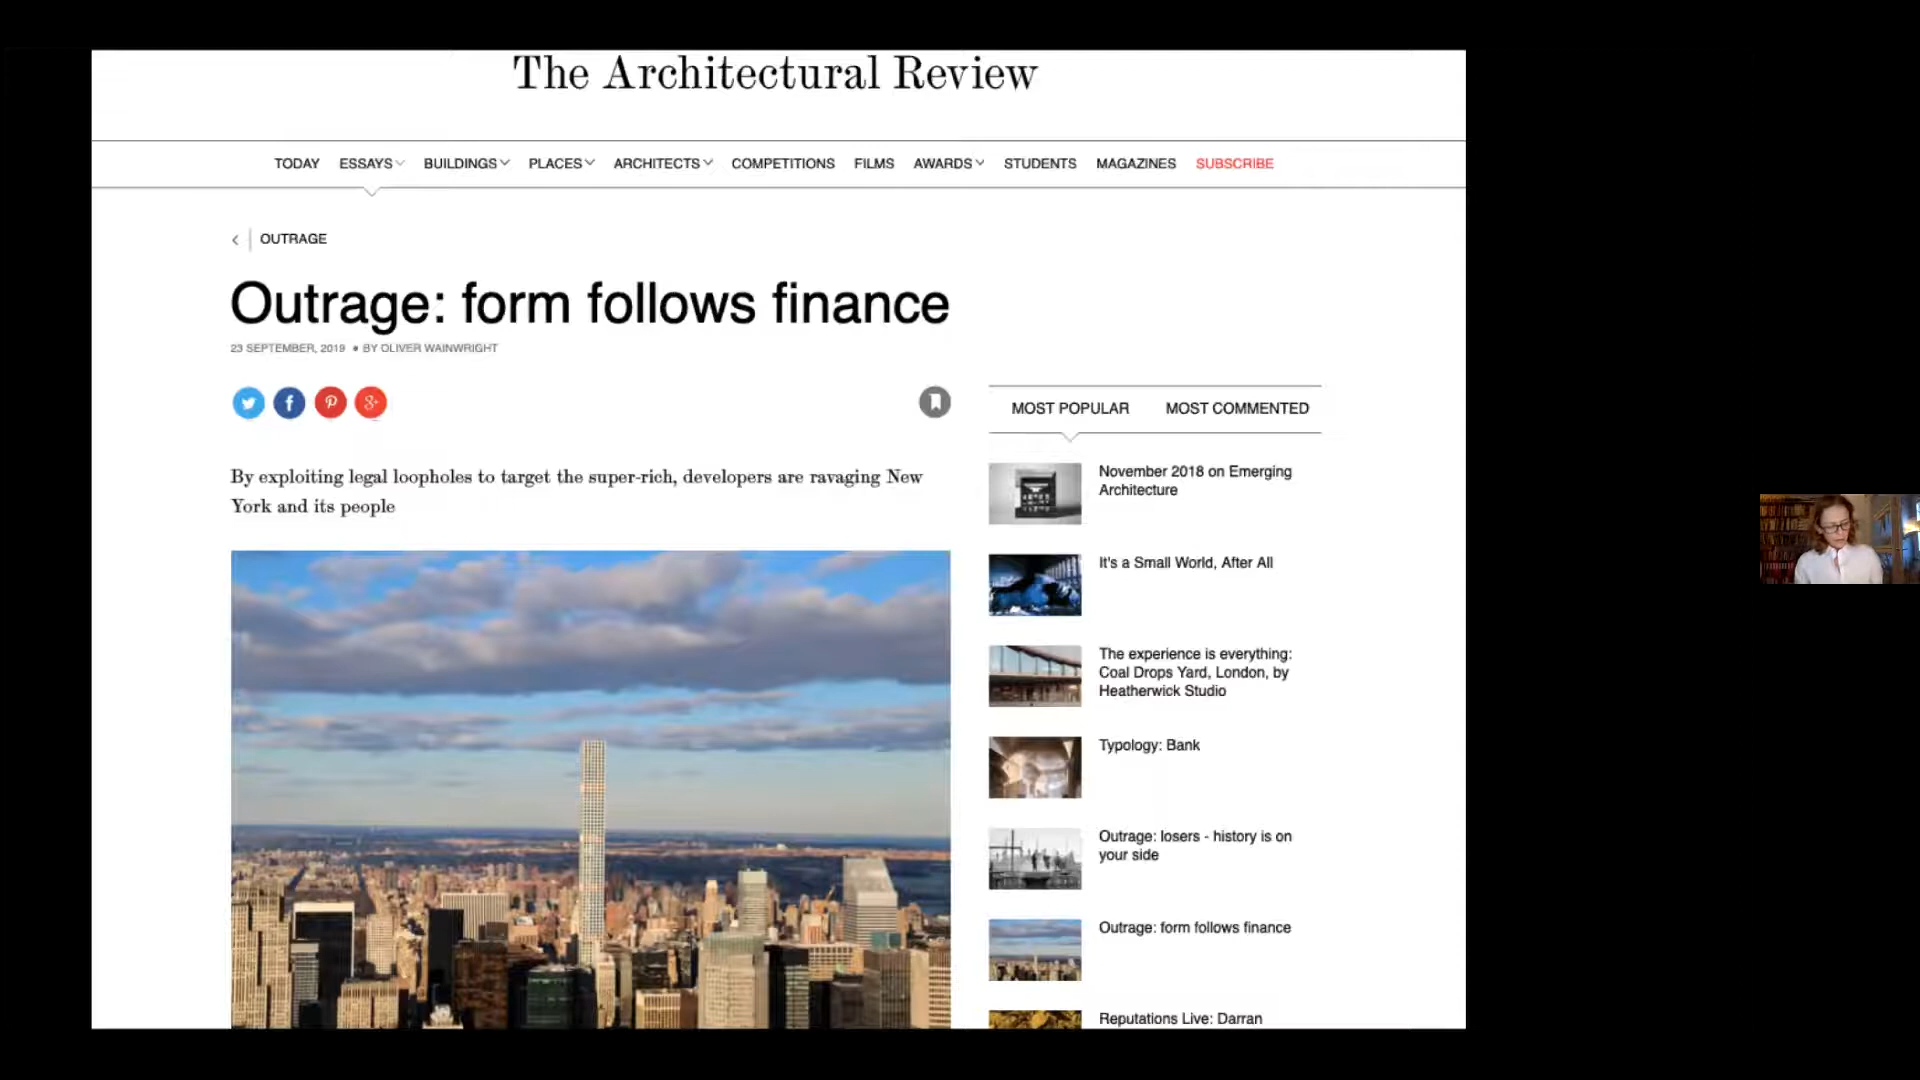 The Architectural Review
TODAY ESSAYS BUILDINGS PLACES ARCHITECTS COMPETITIONS FILMS AWARDS STUDENTS MAGAZINES SUBSCRIBE
OUTRAGE
Outrage: form follows finance
23 SEPTEMBER, 2019 • BY OLIVER WAINWRIGHT
By exploiting legal loopholes to target the super-rich, developers are ravaging New
York and its people
MOST POPULAR MOST COMMENTED
November 2018 on Emerging
Architecture
It's a Small World, After All
The experience is everything:
Coal Drops Yard, London, by
Heatherwick Studio
Typology: Bank
Outrage: losers - history is on
your side
Outrage: form follows finance
Reputations Live: Darran